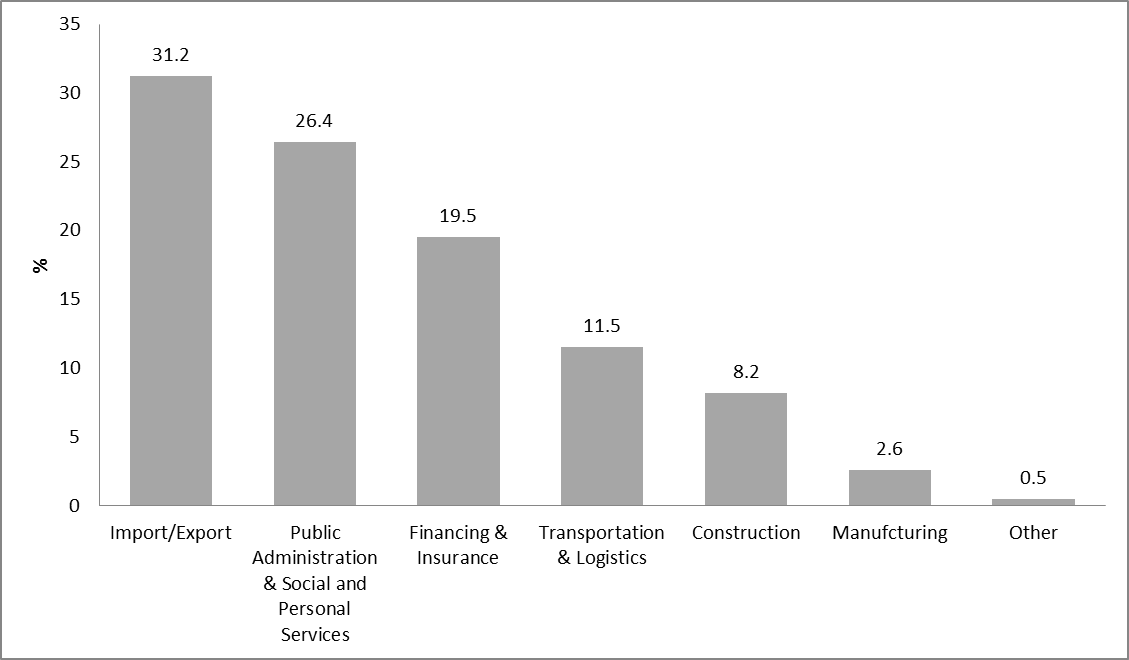 35
30
25
20
15
10
5
0
%
31.2
26.4
19.5
11.5
8.2
2.6
0.5
Import/Export
Public
Administration
& Social and
Personal
Services
Financing &
Insurance
Transportation
& Logistics
Construction
Manufcturing
Other